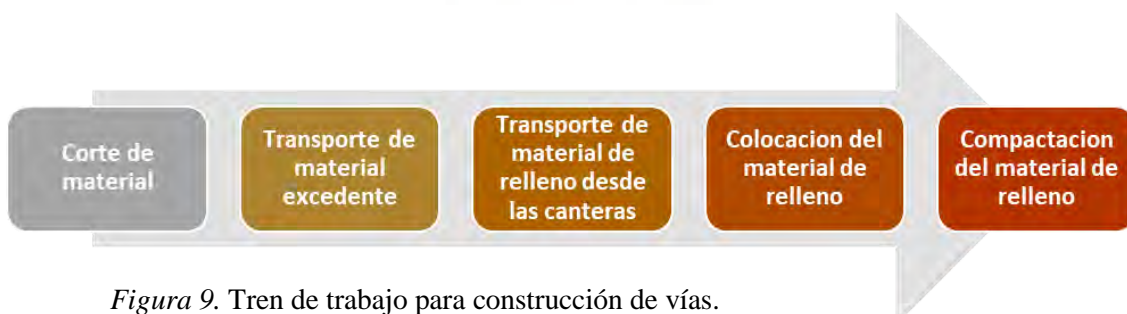 Corte de
material
Transporte de
material
excedente
Transporte de
material de
relleno desde
las canteras
Colocacion del
material de
relleno
Compactacion
del material de
relleno
Figura 9. Tren de trabajo para construcción de vías.